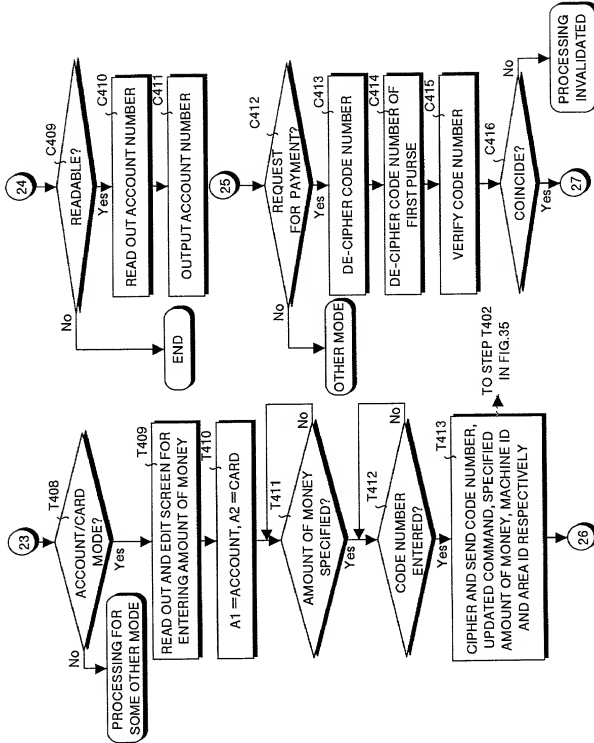 23
T408
ACCOUNT/CARD
MODE?
No
PROCESSING FOR
SOME OTHER MODE
Yes
T409
READ OUT AND EDIT SCREEN FOR
ENTERING AMOUNT OF MONEY
T410
A1 =ACCOUNT, A2 =CARD
T411
AMOUNT OF MONEY
SPECIFIED?
No
Yes
T412
CODE NUMBER
ENTERED?
No
Yes
T413
CIPHER AND SEND CODE NUMBER,
UPDATED COMMAND, SPECIFIED
AMOUNT OF MONEY, MACHINE ID
AND AREA ID RESPECTIVELY
TO STEP T402
IN FIG.35
26
24
C409
READABLE?
No
END
Yes
C410
READ OUT ACCOUNT NUMBER
C411
OUTPUT ACCOUNT NUMBER
25
C412
REQUEST
FOR PAYMENT?
No
OTHER MODE
Yes
C413
DE-CIPHER CODE NUMBER
C414
DE-CIPHER CODE NUMBER OF
FIRST PURSE
C415
VERIFY CODE NUMBER
C416
COINCIDE?
No
PROCESSING
INVALIDATED
Yes
27